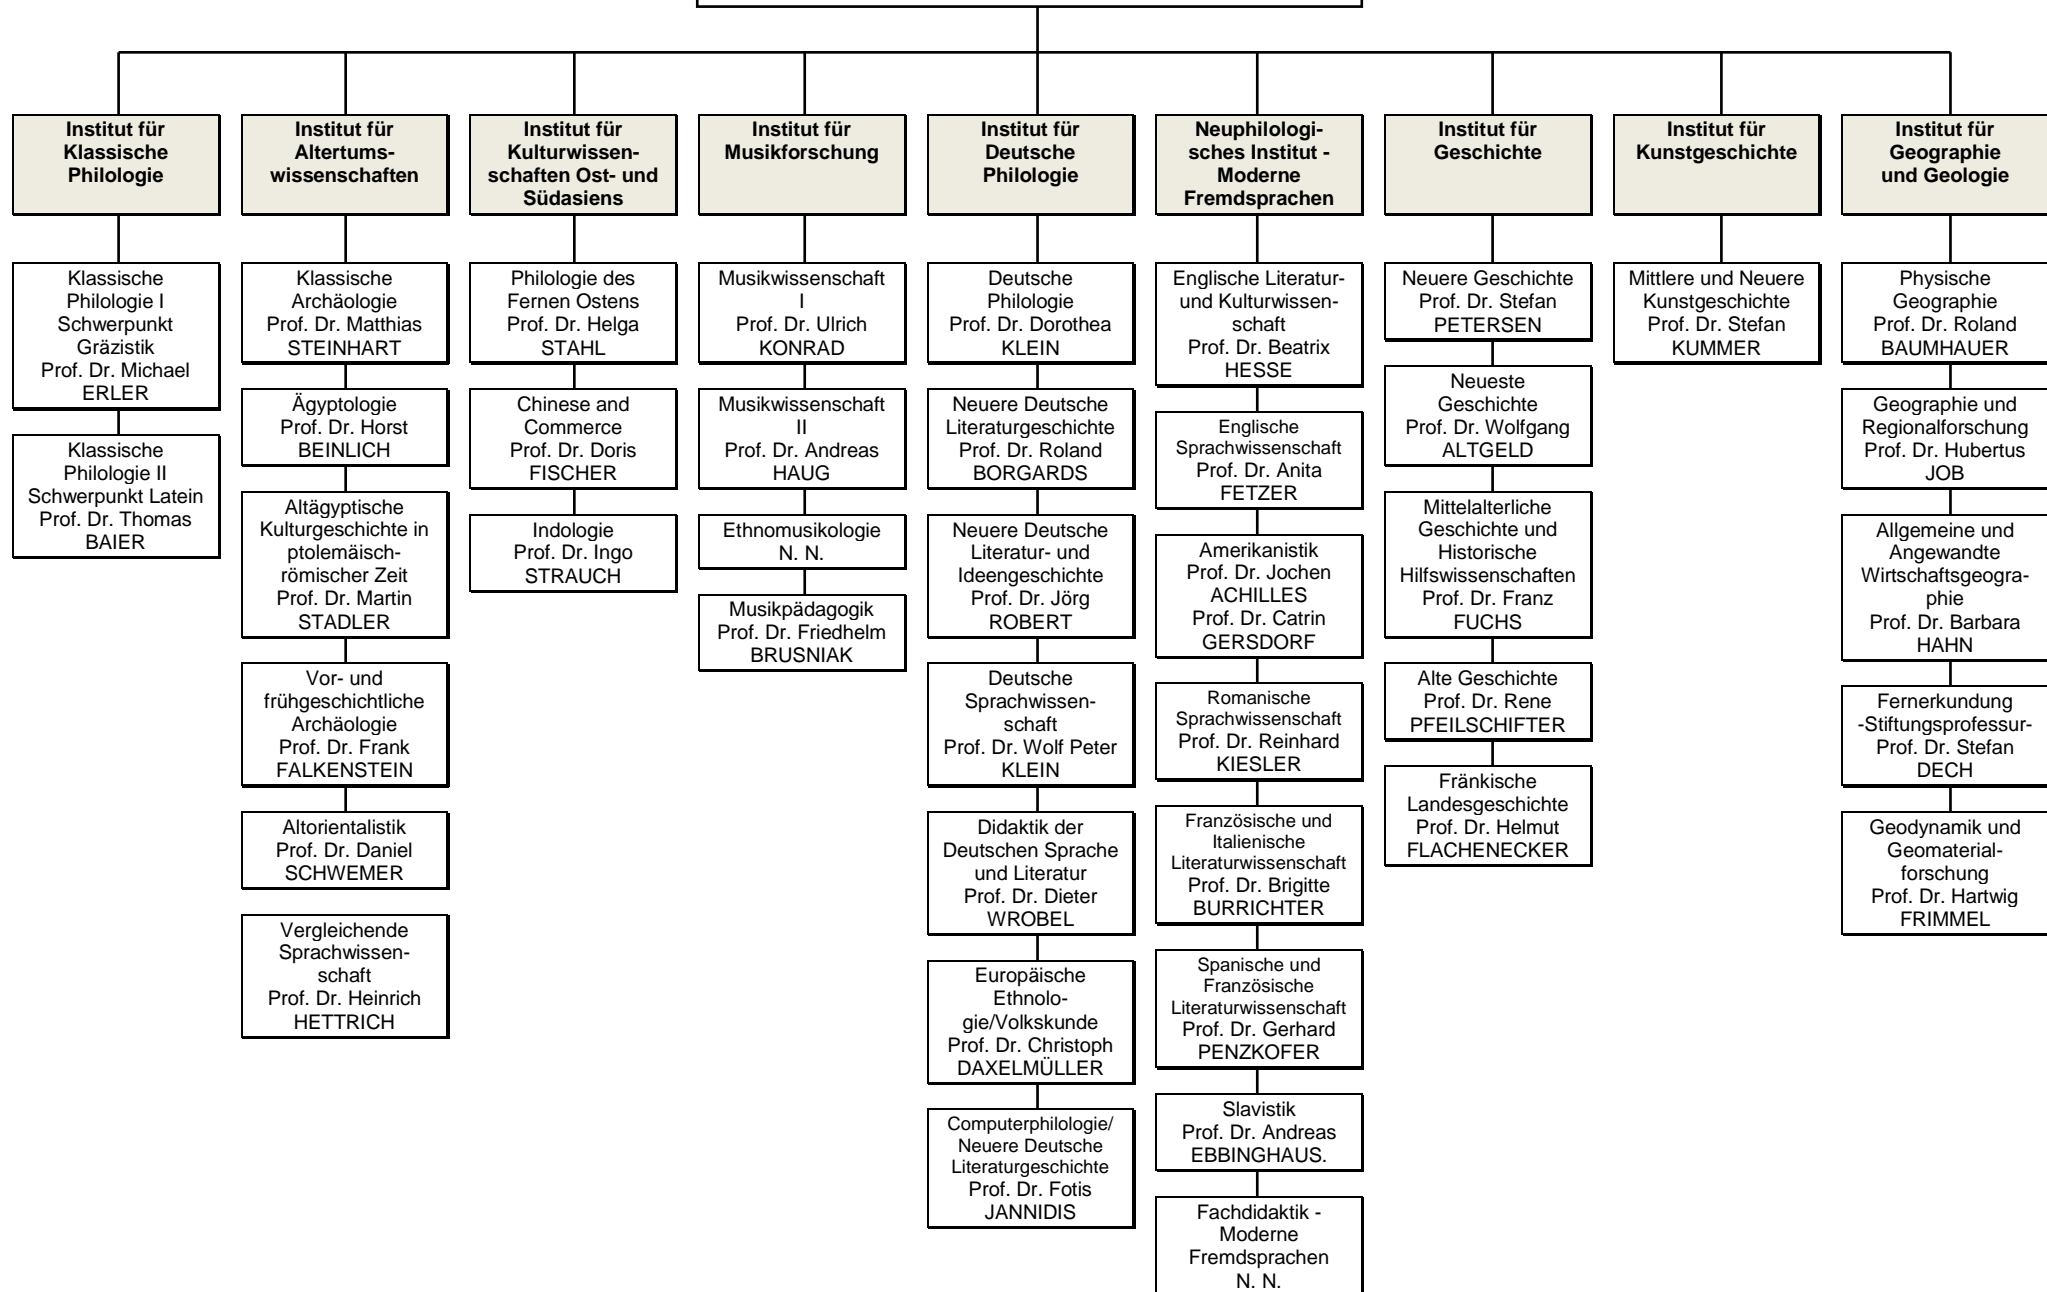 Institut für
Klassische
Philologie
Klassische
Philologie I
Schwerpunkt
Gräzistik
Prof. Dr. Michael
ERLER
Klassische
Philologie II
Schwerpunkt Latein
Prof. Dr. Thomas
BAIER
Institut für
Altertums-
wissenschaften
Klassische
Archäologie
Prof. Dr. Matthias
STEINHART
Ägyptologie
Prof. Dr. Horst
BEINLICH
Altägyptische
Kulturgeschichte in
ptolemäisch-
römischer Zeit
Prof. Dr. Martin
STADLER
Vor- und
frühgeschichtliche
Archäologie
Prof. Dr. Frank
FALKENSTEIN
Altorientalistik
Prof. Dr. Daniel
SCHWEMER
Vergleichende
Sprachwissen-
schaft
Prof. Dr. Heinrich
HETTRICH
Institut für
Kulturwissen-
schaften Ost- und
Südasiens
Philologie des
Fernen Ostens
Prof. Dr. Helga
STAHL
Chinese and
Commerce
Prof. Dr. Doris
FISCHER
Indologie
Prof. Dr. Ingo
STRAUCH
Institut für
Musikforschung
Musikwissenschaft
I
Prof. Dr. Ulrich
KONRAD
Musikwissenschaft
II
Prof. Dr. Andreas
HAUG
Ethnomusikologie
N. N.
Musikpädagogik
Prof. Dr. Friedhelm
BRUSNIAK
Institut für
Deutsche
Philologie
Deutsche
Philologie
Prof. Dr. Dorothea
KLEIN
Neuere Deutsche
Literaturgeschichte
Prof. Dr. Roland
BORGARDS
Neuere Deutsche
Literatur- und
Ideengeschichte
Prof. Dr. Jörg
ROBERT
Deutsche
Sprachwissen-
schaft
Prof. Dr. Wolf Peter
KLEIN
Didaktik der
Deutschen Sprache
und Literatur
Prof. Dr. Dieter
WROBEL
Europäische
Ethnolo-
gie/Volkskunde
Prof. Dr. Christoph
DAXELMÜLLER
Computerphilologie/
Neuere Deutsche
Literaturgeschichte
Prof. Dr. Fotis
JANNIDIS
Neuphilologi-
sches Institut -
Moderne
Fremdsprachen
Englische Literatur-
und Kulturwissen-
schaft
Prof. Dr. Beatrix
HESSE
Englische
Sprachwissenschaft
Prof. Dr. Anita
FETZER
Amerikanistik
Prof. Dr. Jochen
ACHILLES
Prof. Dr. Catrin
GERSDORF
Romanische
Sprachwissenschaft
Prof. Dr. Reinhard
KIESLER
Französische und
Italienische
Literaturwissenschaft
Prof. Dr. Brigitte
BURRICHTER
Spanische und
Französische
Literaturwissenschaft
Prof. Dr. Gerhard
PENZKOFER
Slavistik
Prof. Dr. Andreas
EBBINGHAUS.
Fachdidaktik -
Moderne
Fremdsprachen
N. N.
Institut für
Geschichte
Neuere Geschichte
Prof. Dr. Stefan
PETERSEN
Neueste
Geschichte
Prof. Dr. Wolfgang
ALTGELD
Mittelalterliche
Geschichte und
Historische
Hilfswissenschaften
Prof. Dr. Franz
FUCHS
Alte Geschichte
Prof. Dr. Rene
PFEILSCHIFTER
Fränkische
Landesgeschichte
Prof. Dr. Helmut
FLACHENECKER
Institut für
Kunstgeschichte
Mittlere und Neuere
Kunstgeschichte
Prof. Dr. Stefan
KUMMER
Institut für
Geographie
und Geologie
Physische
Geographie
Prof. Dr. Roland
BAUMHAUER
Geographie und
Regionalforschung
Prof. Dr. Hubertus
JOB
Allgemeine und
Angewandte
Wirtschaftsgeogra-
phie
Prof. Dr. Barbara
HAHN
Fernerkundung
-Stiftungsprofessur-
Prof. Dr. Stefan
DECH
Geodynamik und
Geomaterial-
forschung
Prof. Dr. Hartwig
FRIMMEL